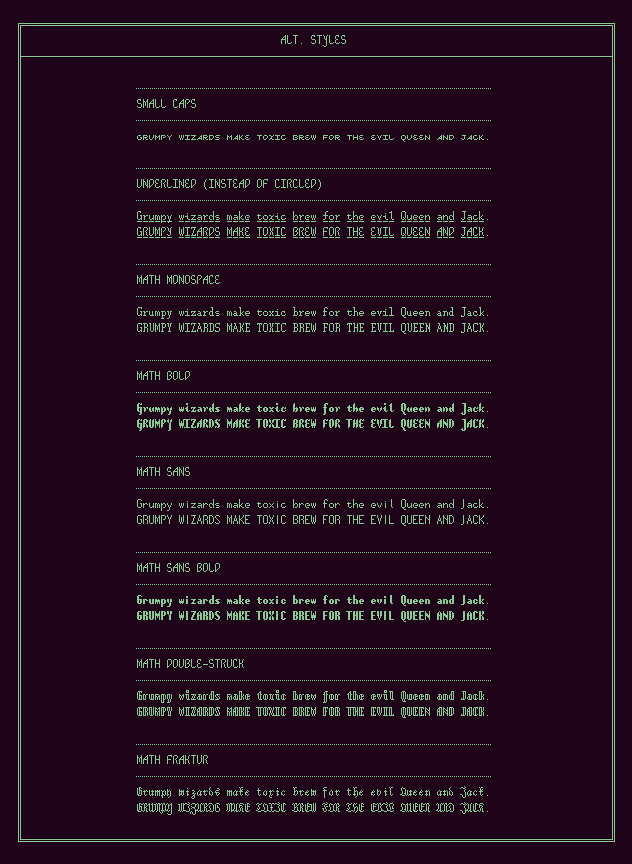 ALT. STYLES
SMALL CAPS
GRUMPY WIZARDS MAKE TOXIC BREW FOR THE EVIL QUEEN AND JACK.
UNDERLINED (INSTEAD OF CIRCLED)
Grumpy wizards make toxic brew for the evil Queen and Jack.
GRUMPY WIZARDS MAKE TOXIC BREW FOR THE EVIL QUEEN AND JACK.
MATH MONOSPACE
Grumpy wizards make toxic brew for the evil Queen and Jack.
GRUMPY WIZARDS MAKE TOXIC BREW FOR THE EVIL QUEEN AND JACK.
MATH BOLD
Grumpy wizards make toxic brew for the evil Queen and Jack.
GRUMPY WIZARDS MAKE TOXIC BREW FOR THE EVIL QUEEN AND JACK.
MATH SANS
Grumpy wizards make toxic brew for the evil Queen and Jack.
GRUMPY WIZARDS MAKE TOXIC BREW FOR THE EVIL QUEEN AND JACK.
MATH SANS BOLD
Grumpy wizards make toxic brew for the evil Queen and Jack.
GRUMPY WIZARDS MAKE TOXIC BREW FOR THE EVIL QUEEN AND JACK.
MATH DOUBLE-STRUCK
Grumpy wizards make toxic brew for the evil Queen and Jack.
GRUMPY WIZARDS MAKE TOXIC BREW FOR THE EVIL QUEEN AND JACK.
MATH FRAKTUR
Grumpy wizards make toxic brew for the evil Queen and Jack.
GRUMPY WIZARDS MAKE TOXIC BREW FOR THE EVIL QUEEN AND JACK.